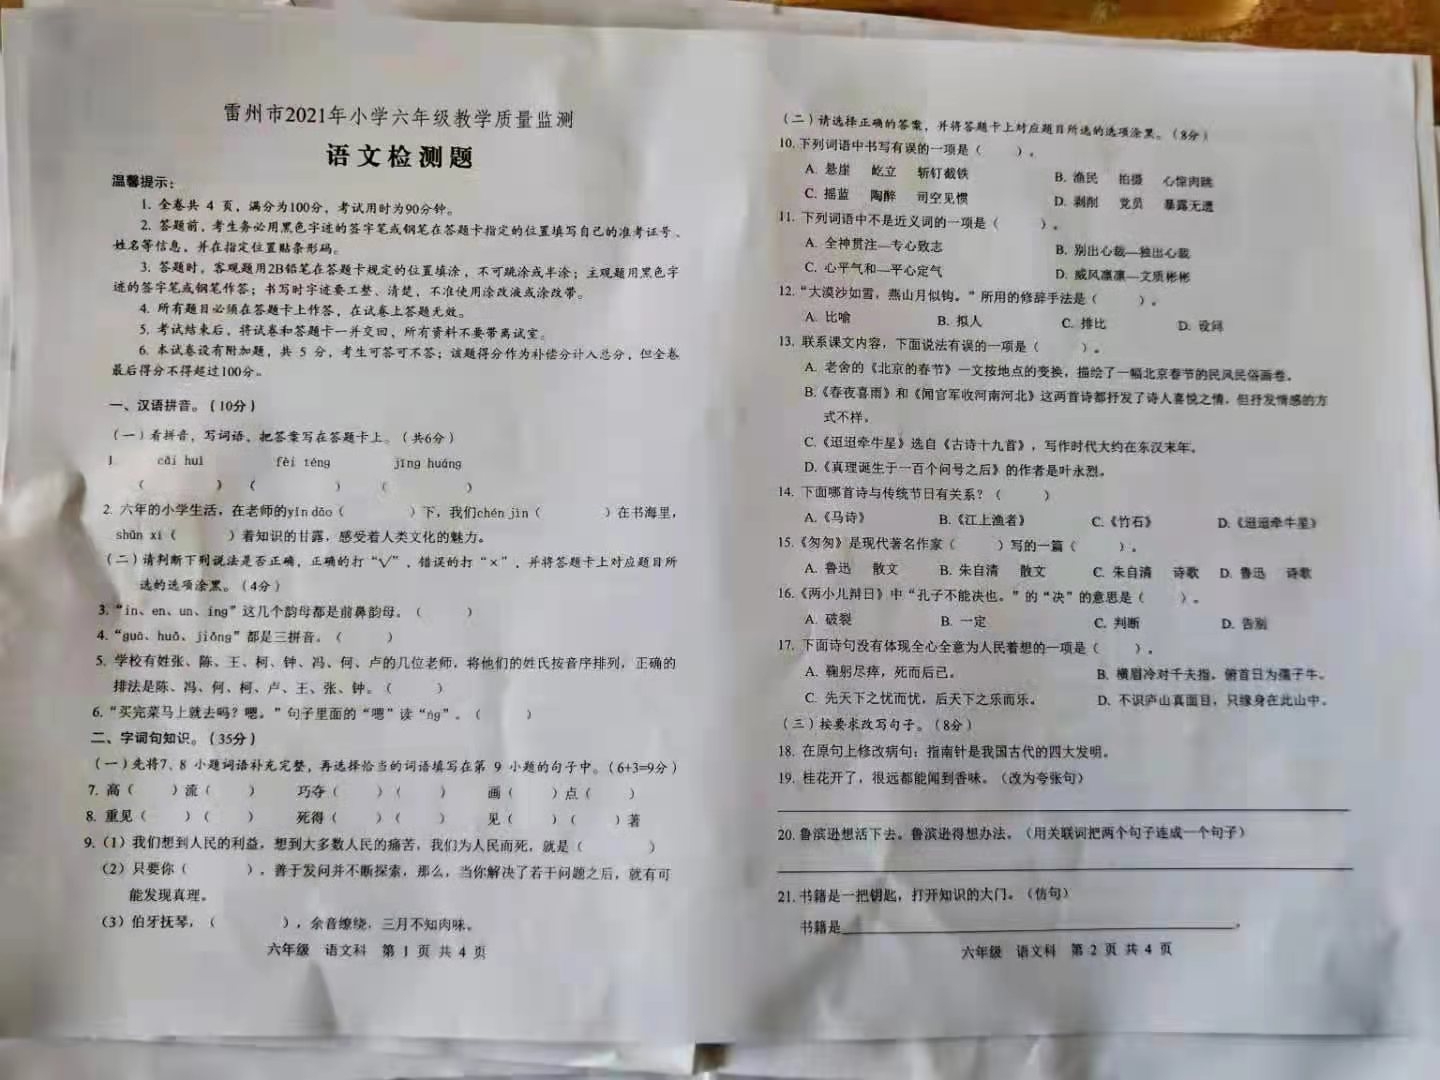 雷州市2021年小学六年级教学质量监测
语文检测题
温馨提示：
1. 全卷共 4 页，满分为100分，考试用时为90分钟。
2. 答题前，考生务必用黑色字迹的签字笔或钢笔在答题卡指定的位置填写自己的准考证号、
姓名等信息，并在指定位置贴条形码。
3. 答题时，客观题用2B铅笔在答题卡规定的位置填涂，不可跳涂或半涂；主观题用黑色字
迹的签字笔或钢笔作答；书写时字迹要工整、清楚，不准使用涂改液或涂改带。
4. 所有题目必须在答题卡上作答，在试卷上答题无效。
5. 考试结束后，将试卷和答题卡一并交回，所有资料不要带离试室。
6. 本试卷设有附加题，共 5 分，考生可答可不答；该题得分作为补偿分计入总分，但全卷
最后得分不得超过100分。
一、汉语拼音。（10分）
（一）看拼音，写词语，把答案写在答题卡上。（共6分）
1 cǎi huì fèi téng jīng huáng
（ ） （ ） （ ）
2. 六年的小学生活，在老师的yǐn dǎo（ ）下，我们chén jìn（ ）在书海里，
shǔn xī（ ）着知识的甘露，感受着人类文化的魅力。
（二）请判断下列说法是否正确，正确的打“√”，错误的打“×”，并将答题卡上对应题目所
选的选项涂黑。（4分）
3. “in、en、un、ing”这几个韵母都是前鼻韵母。（ ）
4. “guā、huǒ、jiǒng”都是三拼音。（ ）
5. 学校有姓张、陈、王、柯、钟、冯、何、卢的几位老师，将他们的姓氏按音序排列，正确的
排法是陈、冯、何、柯、卢、王、张、钟。（ ）
6. “买完菜马上就去吗？嗯。”句子里面的“嗯”读“ńg”。（ ）
二、字词句知识。（35分）
（一）先将7、8 小题词语补充完整，再选择恰当的词语填写在第 9 小题的句子中。（6+3=9分）
7. 高（ ）流（ ） 巧夺（ ）（ ） 画（ ）点（ ）
8. 重见（ ）（ ） 死得（ ）（ ） 见（ ）（ ）著
9.（1）我们想到人民的利益，想到大多数人民的痛苦，我们为人民而死，就是（ ）
（2）只要你（ ），善于发问并不断探索，那么，当你解决了若干问题之后，就有可
能发现真理。
（3）伯牙抚琴，（ ），余音缭绕，三月不知肉味。
六年级 语文科 第 1 页 共 4 页
（二）请选择正确的答案，并将答题卡上对应题目所选的选项涂黑。（8分）
10. 下列词语中书写有误的一项是（ ）。
A. 悬崖 屹立 斩钉截铁 B. 渔民 拍摄 心惊肉跳
C. 摇蓝 陶醉 司空见惯 D. 剥削 党员 暴露无遗
11. 下列词语中不是近义词的一项是（ ）。
A. 全神贯注—专心致志 B. 别出心裁—独出心裁
C. 心平气和—平心定气 D. 威风凛凛—文质彬彬
12. “大漠沙如雪，燕山月似钩。”所用的修辞手法是（ ）。
A. 比喻 B. 拟人 C. 排比 D. 设问
13. 联系课文内容，下面说法有误的一项是（ ）。
A. 老舍的《北京的春节》一文按地点的变换，描绘了一幅北京春节的民风民俗画卷。
B.《春夜喜雨》和《闻官军收河南河北》这两首诗都抒发了诗人喜悦之情，但抒发情感的方
式不样。
C.《迢迢牵牛星》选自《古诗十九首》，写作时代大约在东汉末年。
D.《真理诞生于一百个问号之后》的作者是叶永烈。
14. 下面哪首诗与传统节日有关系？（ ）
A.《马诗》 B.《江上渔者》 C.《竹石》 D.《迢迢牵牛星》
15.《匆匆》是现代著名作家（ ）写的一篇（ ）。
A. 鲁迅 散文 B. 朱自清 散文 C. 朱自清 诗歌 D. 鲁迅 诗歌
16.《两小儿辩日》中“孔子不能决也。”的“决”的意思是（ ）。
A. 破裂 B. 一定 C. 判断 D. 告别
17. 下面诗句没有体现全心全意为人民着想的一项是（ ）。
A. 鞠躬尽瘁，死而后已。 B. 横眉冷对千夫指，俯首甘为孺子牛。
C. 先天下之忧而忧，后天下之乐而乐。 D. 不识庐山真面目，只缘身在此山中。
（三）按要求改写句子。（8分）
18. 在原句上修改病句：指南针是我国古代的四大发明。
19. 桂花开了，很远都能闻到香味。（改为夸张句）
20. 鲁滨逊想活下去。鲁滨逊得想办法。（用关联词把两个句子连成一个句子）
21. 书籍是一把钥匙，打开知识的大门。（仿句）
书籍是 。
六年级 语文科 第 2 页 共 4 页